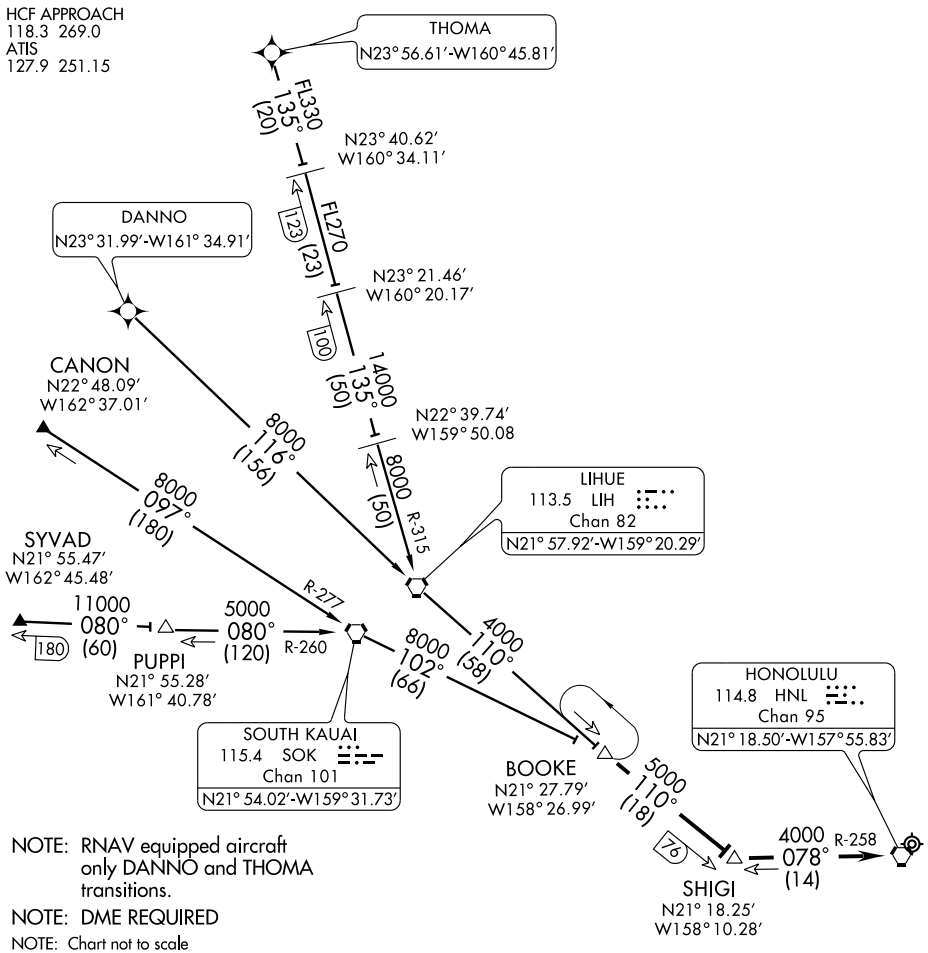 HCF APPROACH
118.3 269.0
ATIS
127.9 251.15
THOMA
N23° 56.61’-W160° 45.81’
FL330
135°
(20)
N23° 40.62’
W160° 34.11’
123
FL270
(23)
DANNO
N23° 31.99’-W161° 34.91’
N23° 21.46’
W160° 20.17’
100
14000
135°
(50)
CANON
N22° 48.09’
W162° 37.01’
N22° 39.74’
W159° 50.08
8000
116°
(156)
8000
(50)
R-315
8000
097°
(180)
LIHUE
113.5 LIH
Chan 82
N21° 57.92’-W159° 20.29’
SYVAD
N21° 55.47’
W162° 45.48’
R-277
11000
080°
(60)
180
5000
080°
(120)
R-260
PUPPI
N21° 55.28’
W161° 40.78’
4000
110°
(58)
8000
102°
(66)
HONOLULU
114.8 HNL
Chan 95
N21° 18.50’-W157° 55.83’
SOUTH KAUAI
115.4 SOK
Chan 101
N21° 54.02’-W159° 31.73’
BOOKE
N21° 27.79’
W158° 26.99’
5000
110°
(18)
76
4000
078°
(14)
R-258
SHIGI
N21° 18.25’
W158° 10.28’
NOTE: RNAV equipped aircraft
only DANNO and THOMA
transitions.
NOTE: DME REQUIRED
NOTE: Chart not to scale